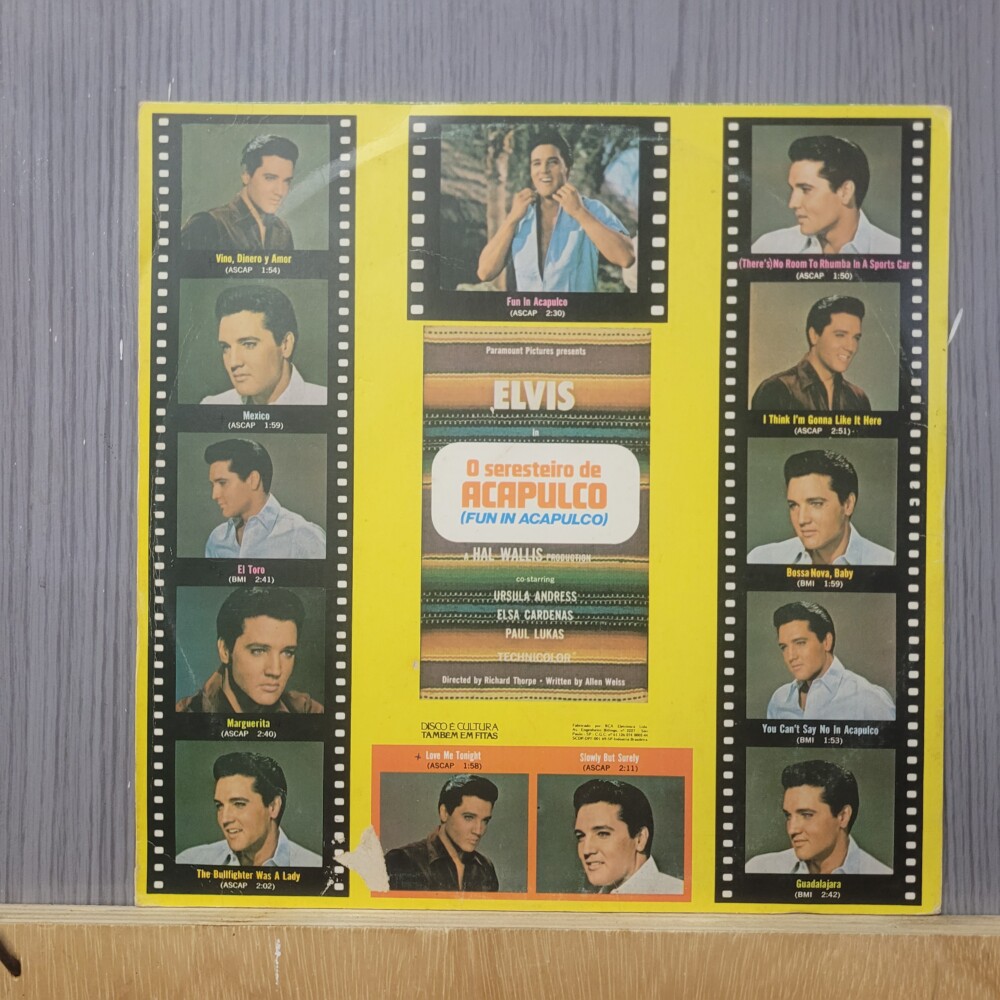 Vino, Dinero y Amor
(ASCAP 1:54)
Mexico
(ASCAP 1:59)
El Toro
(BMI 2:41)
Marguerita
(ASCAP 2:40)
The Bullfighter Was A Lady
(ASCAP 2:02)
Fun In Acapulco
(ASCAP 2:30)
Paramount Pictures presents
ELVIS
in
O seresteiro de
ACAPULCO
(FUN IN ACAPULCO)
A HAL WALLIS PRODUCTION
co-starring
URSULA ANDRESS
ELSA CARDENAS
PAUL LUKAS
TECHNICOLOR®
Directed by Richard Thorpe • Written by Allen Weiss
DISCO É CULTURA
TAMBEM EM FITAS
Love Me Tonight
(ASCAP 1:58)
Slowly But Surely
(ASCAP 2:11)
(There's) No Room To Rhumba In A Sports Car
(ASCAP 1:50)
I Think I'm Gonna Like It Here
(ASCAP 2:51)
Bossa Nova, Baby
(BMI 1:59)
You Can't Say No In Acapulco
(BMI 1:53)
Guadalajara
(BMI 2:42)